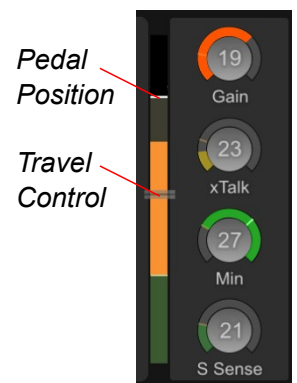 Pedal
Position
Travel
Control
19
Gain
23
xTalk
27
Min
21
S Sense